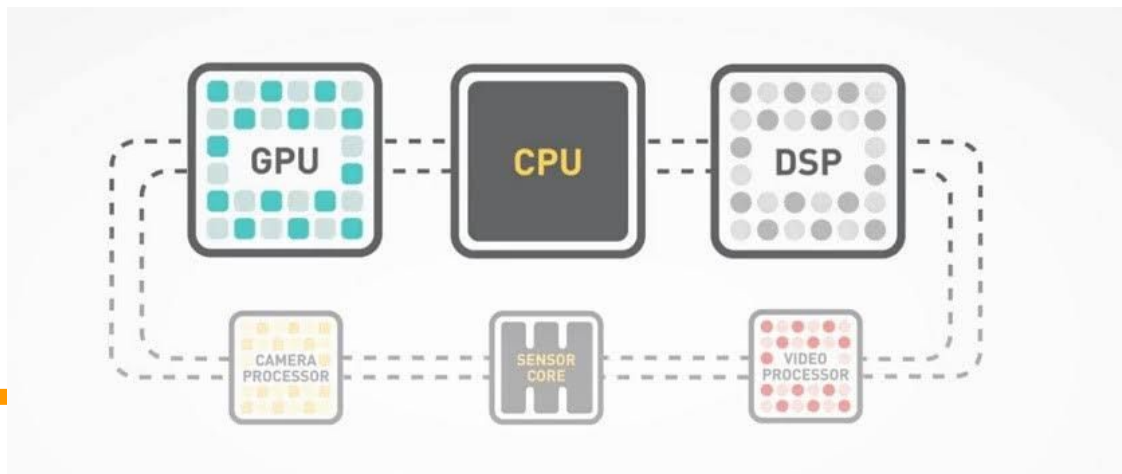 GPU
CPU
DSP
CAMERA
PROCESSOR
SENSOR
CORE
VIDEO
PROCESSOR